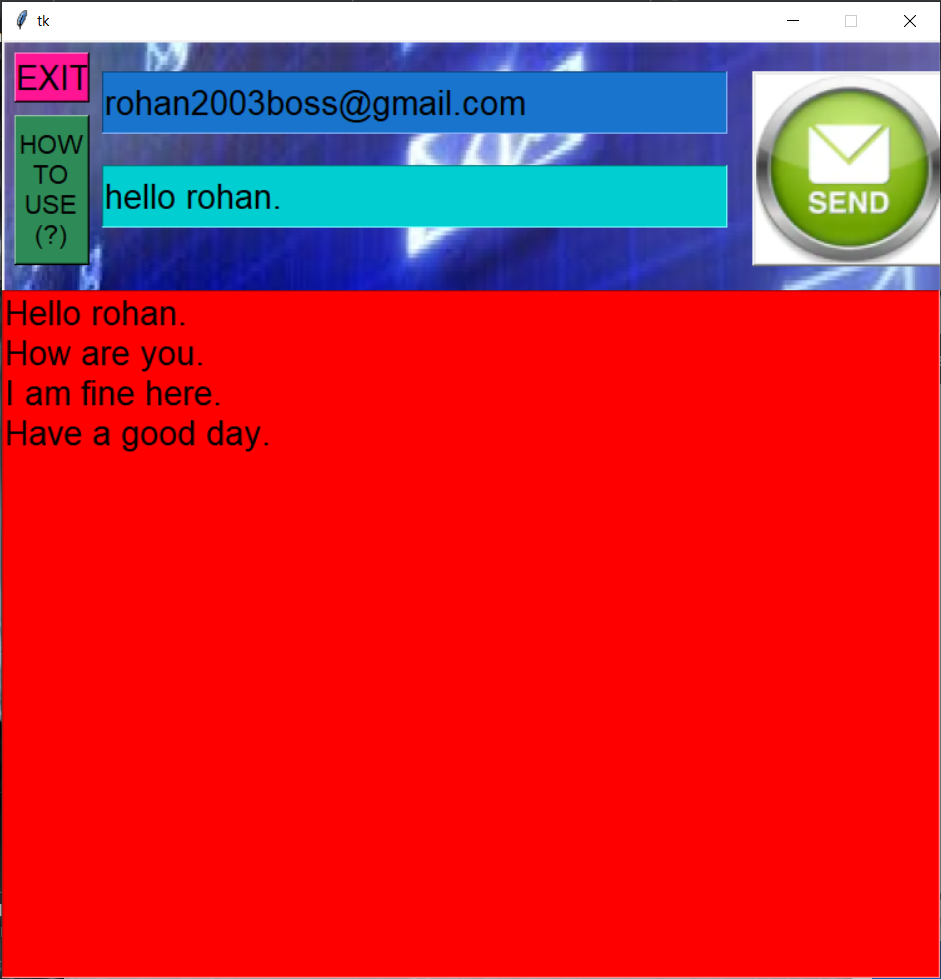 tk
EXIT
rohan2003boss@gmail.com
HOW
TO
USE
(?)
hello rohan.
SEND
Hello rohan.
How are you.
I am fine here.
Have a good day.